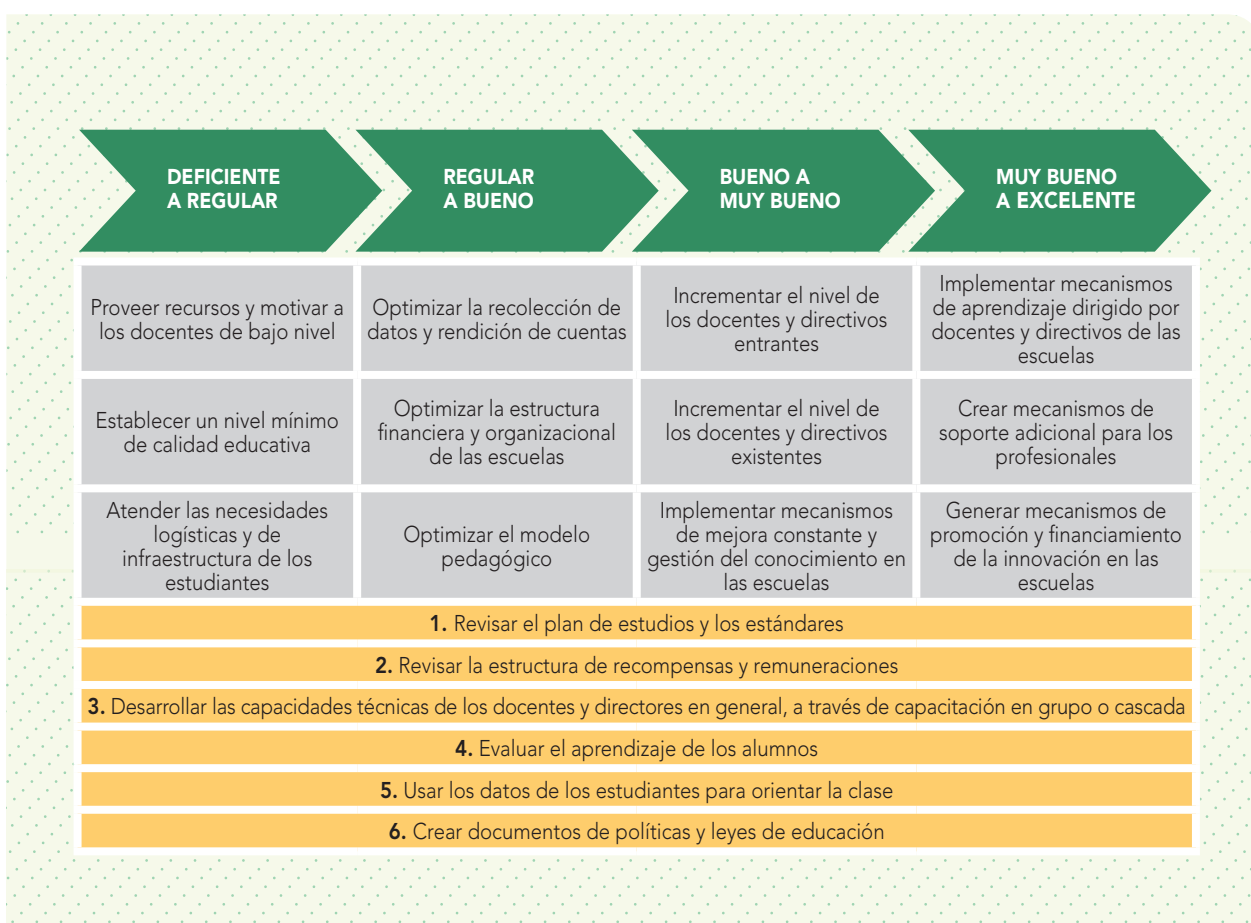 DEFICIENTE
A REGULAR
REGULAR
A BUENO
BUENO A
MUY BUENO
MUY BUENO
A EXCELENTE
Proveer recursos y motivar a
los docentes de bajo nivel
Optimizar la recolección de
datos y rendición de cuentas
Incrementar el nivel de
los docentes y directivos
entrantes
Implementar mecanismos
de aprendizaje dirigido por
docentes y directivos de las
escuelas
Establecer un nivel mínimo
de calidad educativa
Optimizar la estructura
financiera y organizacional
de las escuelas
Incrementar el nivel de
los docentes y directivos
existentes
Crear mecanismos de
soporte adicional para los
profesionales
Atender las necesidades
logísticas y de
infraestructura de los
estudiantes
Optimizar el modelo
pedagógico
Implementar mecanismos
de mejora constante y
gestión del conocimiento en
las escuelas
Generar mecanismos de
promoción y financiamiento
de la innovación en las
escuelas
1. Revisar el plan de estudios y los estándares
2. Revisar la estructura de recompensas y remuneraciones
3. Desarrollar las capacidades técnicas de los docentes y directores en general, a través de capacitación en grupo o cascada
4. Evaluar el aprendizaje de los alumnos
5. Usar los datos de los estudiantes para orientar la clase
6. Crear documentos de políticas y leyes de educación